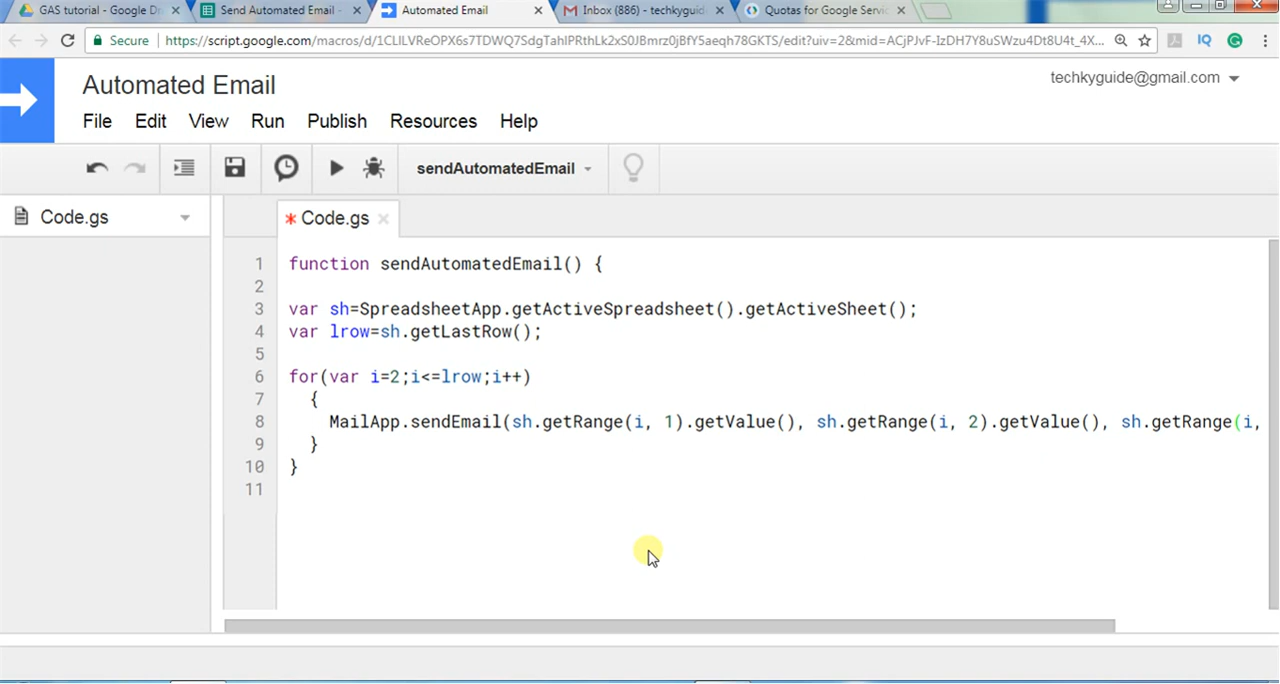 GAS tutorial - Google Dr
Send Automated Email -
Automated Email
Inbox (886) - techkyguid
Quotas for Google Servic
Secure
https://script.google.com/macros/d/1CLlLVReOPX6s7TDWQ7SdgTahlPRthLk2xS0JBmrz0jBfY5aeqh78GKTS/edit?uiv=2&mid=ACjPJvF-IzDH7Y8uSWzu4Dt8U4t_4X...
IQ
Automated Email
techkyguide@gmail.com
File Edit View Run Publish Resources Help
sendAutomatedEmail
Code.gs
* Code.gs
1 function sendAutomatedEmail() {
2
3 var sh=SpreadsheetApp.getActiveSpreadsheet().getActiveSheet();
4 var lrow=sh.getLastRow();
5
6 for(var i=2;i<=lrow;i++)
7 {
8 MailApp.sendEmail(sh.getRange(i, 1).getValue(), sh.getRange(i, 2).getValue(), sh.getRange(i,
9 }
10 }
11